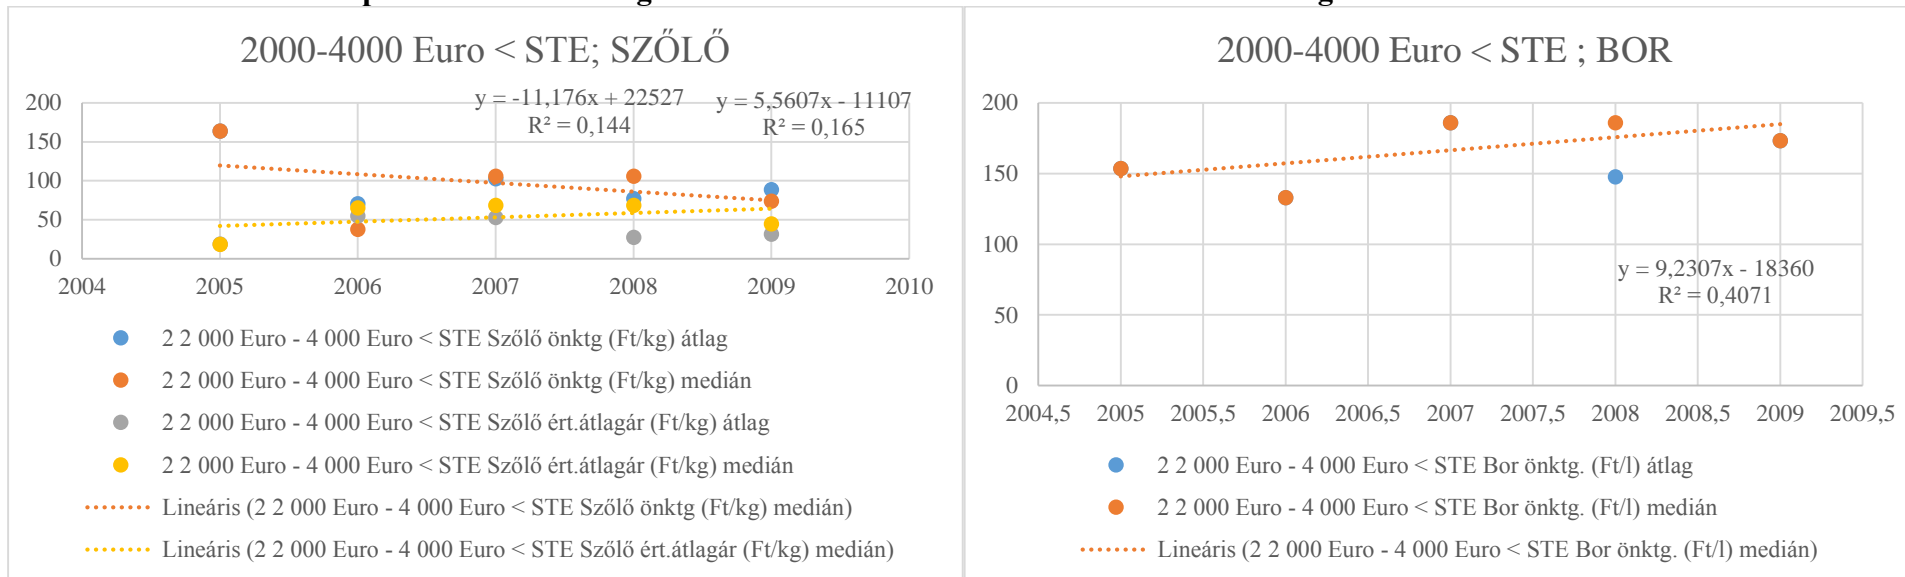 2000-4000 Euro < STE; SZŐLŐ
y = -11,176x + 22527
R² = 0,144
y = 5,5607x - 11107
R² = 0,165
200
150
100
50
0
2004 2005 2006 2007 2008 2009 2010
2 2 000 Euro - 4 000 Euro < STE Szőlő önktg (Ft/kg) átlag
2 2 000 Euro - 4 000 Euro < STE Szőlő önktg (Ft/kg) medián
2 2 000 Euro - 4 000 Euro < STE Szőlő ért.átlagár (Ft/kg) átlag
2 2 000 Euro - 4 000 Euro < STE Szőlő ért.átlagár (Ft/kg) medián
Lineáris (2 2 000 Euro - 4 000 Euro < STE Szőlő önktg (Ft/kg) medián)
Lineáris (2 2 000 Euro - 4 000 Euro < STE Szőlő ért.átlagár (Ft/kg) medián)
2000-4000 Euro < STE ; BOR
200
150
100
50
0
y = 9,2307x - 18360
R² = 0,4071
2004,5 2005 2005,5 2006 2006,5 2007 2007,5 2008 2008,5 2009 2009,5
2 2 000 Euro - 4 000 Euro < STE Bor önktg. (Ft/l) átlag
2 2 000 Euro - 4 000 Euro < STE Bor önktg. (Ft/l) medián
Lineáris (2 2 000 Euro - 4 000 Euro < STE Bor önktg. (Ft/l) medián)